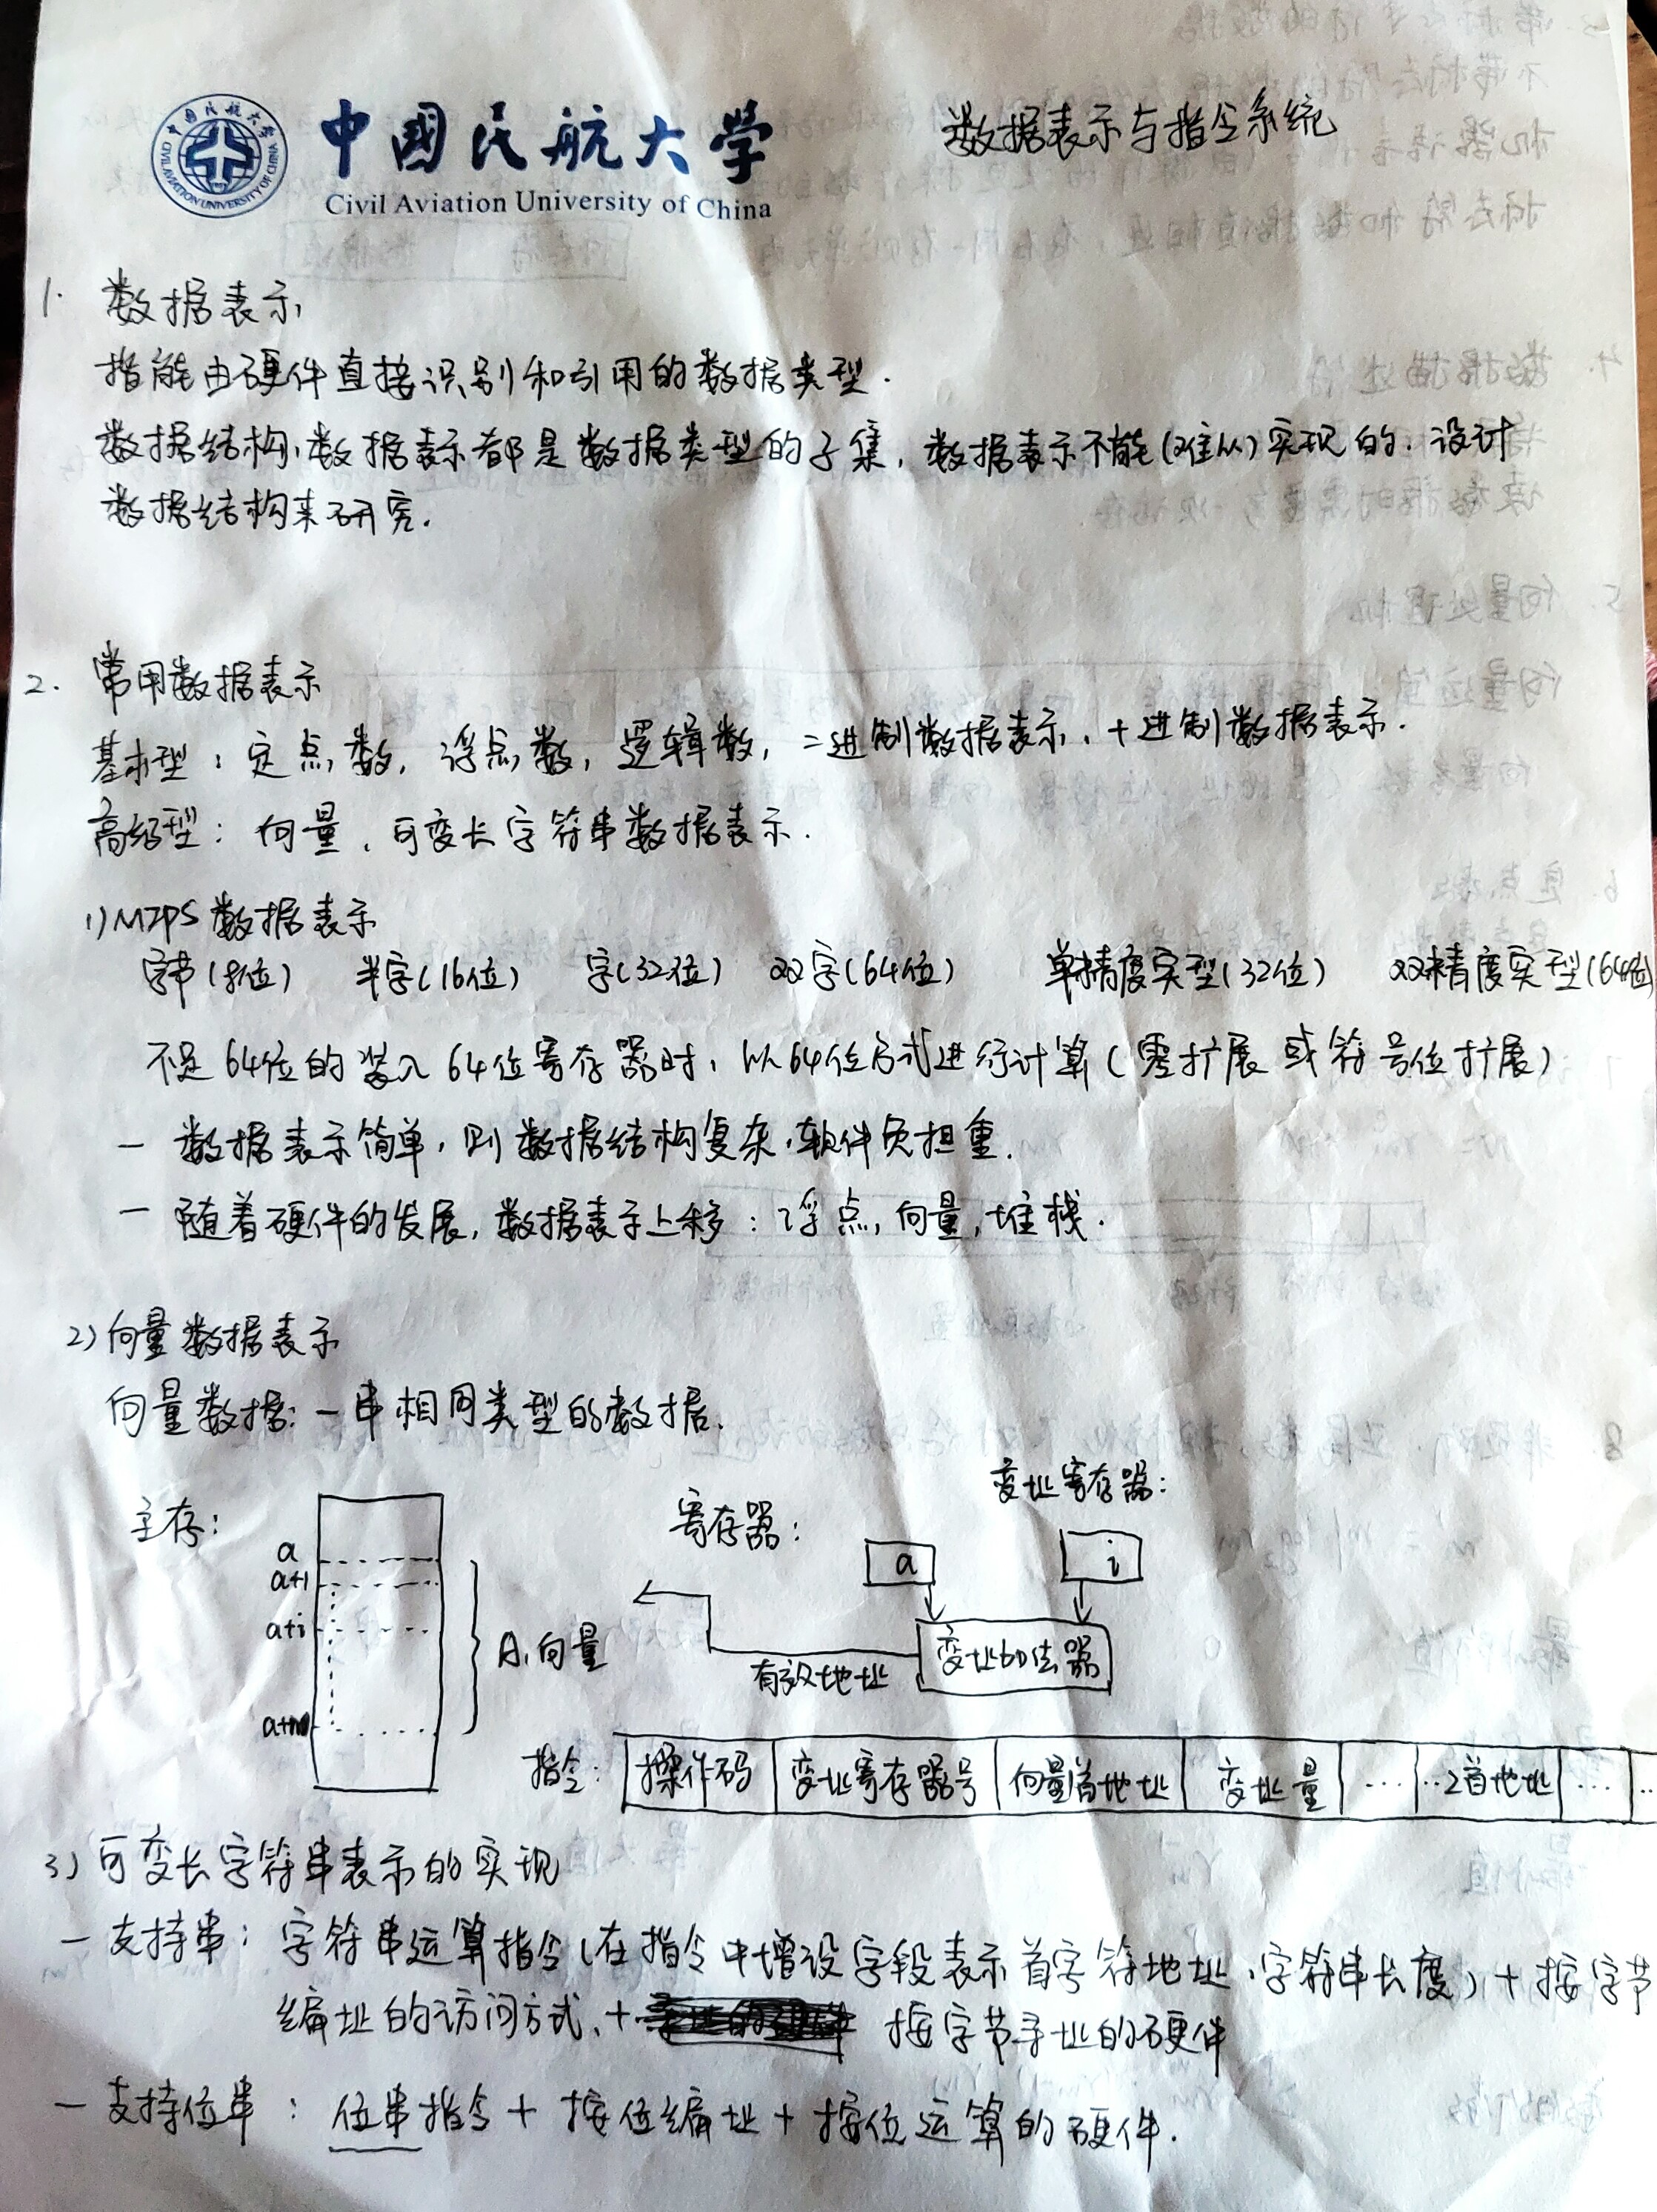 中國民航大学
Civil Aviation University of China
数据表示与指令系统
1. 数据表示
指能由硬件直接识别和引用的数据类型.
数据结构、数据表示都是数据类型的子集, 数据表示不能(难以)实现的. 设计
数据结构来研究.
2. 常用数据表示
基本型: 定点数, 浮点数, 逻辑数, 二进制数据表示、十进制数据表示.
高级型: 向量、可变长字符串数据表示.
1) MIPS数据表示
字节(8位) 半字(16位) 字(32位) 双字(64位) 单精度实型(32位) 双精度实型(64位
不足64位的装入64位寄存器时, 以64位方式进行计算(零扩展或符号位扩展)
— 数据表示简单, 则数据结构复杂, 软件负担重.
— 随着硬件的发展, 数据表示上移: 浮点, 向量, 堆栈.
2) 向量数据表示
向量数据: 一串相同类型的数据.
主存:
a
a+1
a+i
A向量
寄存器:
变址寄存器:
a
i
变址加法器
有效地址
指令: 操作码 变址寄存器号 向量首地址 变址量 … ..2首地址 … ..
3) 可变长字符串表示的实现
— 支持串: 字符串运算指令(在指令中增设字段表示首字符地址、字符串长度)+按字节
编址的访问方式、+ 按字节寻址的硬件
— 支持位串: 位串指令+按位编址+按位运算的硬件.